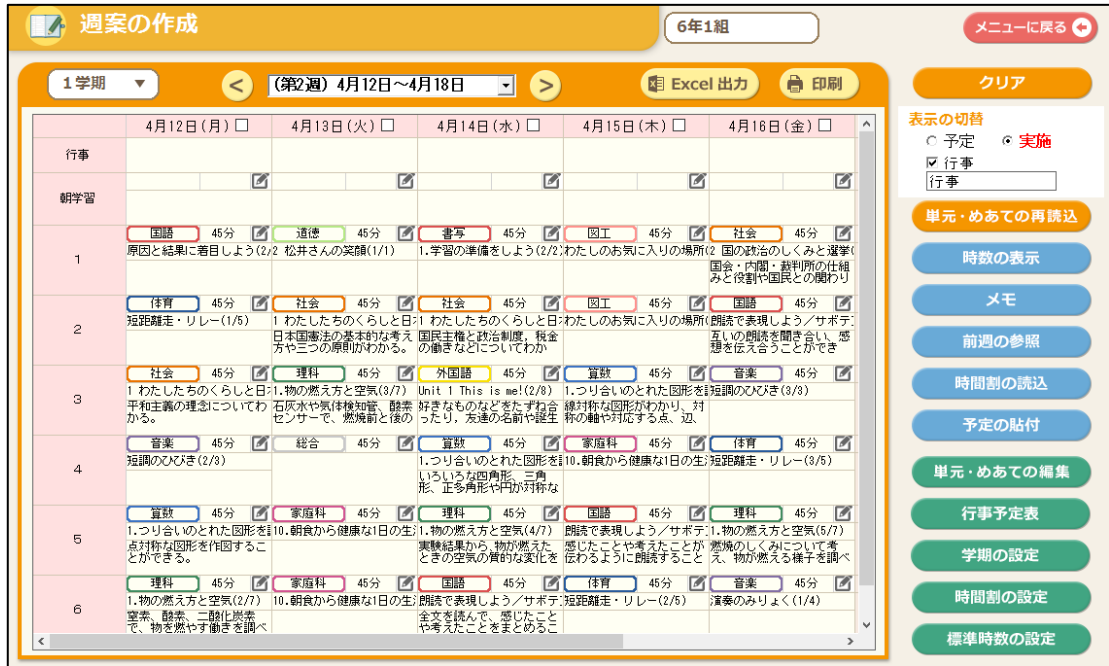 週案の作成
6年1組
メニューに戻る
1学期
(第2週) 4月12日～4月18日
Excel 出力
印刷
クリア
表示の切替
予定 実施
行事
行事
単元・めあての再読込
時数の表示
メモ
前週の参照
時間割の読込
予定の貼付
単元・めあての編集
行事予定表
学期の設定
時間割の設定
標準時数の設定
4月12日(月) 4月13日(火) 4月14日(水) 4月15日(木) 4月16日(金)
行事
朝学習
1
国語 45分 道徳 45分 書写 45分 図工 45分 社会 45分
原因と結果に着目しよう(2/ 2 松井さんの笑顔(1/1) 1.学習の準備をしよう(2/2) わたしのお気に入りの場所( 2 国の政治のしくみと選挙(
国会・内閣・裁判所の仕組
みと役割や国民との関わり
2
体育 45分 社会 45分 社会 45分 図工 45分 国語 45分
短距離走・リレー(1/5) 1 わたしたちのくらしと日 1 わたしたちのくらしと日 わたしのお気に入りの場所( 朗読で表現しよう／サボテ
日本国憲法の基本的な考え 国民主権と政治制度，税金 互いの朗読を聞き合い、感
方や三つの原則がわかる。 の働きなどについてわか 想を伝え合うことができ
3
社会 45分 理科 45分 外国語 45分 算数 45分 音楽 45分
1 わたしたちのくらしと日 1.物の燃え方と空気(3/7) Unit 1 This is me!(2/8) 1.つり合いのとれた図形を 短調のひびき(3/3)
平和主義の理念についてわ 石灰水や気体検知管、酸素 好きなものなどをたずね合 線対称な図形がわかり、対
かる。 センサーで、燃焼前と後の ったり，友達の名前や誕生 称の軸や対応する点、辺、
4
音楽 45分 総合 45分 算数 45分 家庭科 45分 体育 45分
短調のひびき(2/3) 1.つり合いのとれた図形を 10.朝食から健康な1日の生 短距離走・リレー(3/5)
いろいろな四角形、三角
形、正多角形や円が対称な
5
算数 45分 家庭科 45分 理科 45分 国語 45分 理科 45分
1.つり合いのとれた図形を 10.朝食から健康な1日の生 1.物の燃え方と空気(4/7) 朗読で表現しよう／サボテ 1.物の燃え方と空気(5/7)
点対称な図形を作図するこ 実験結果から、物が燃えた 感じたことや考えたことが 燃焼のしくみについて考
とができる。 ときの空気の質的な変化を 伝わるように朗読すること え、物が燃える様子を調べ
6
理科 45分 家庭科 45分 国語 45分 体育 45分 音楽 45分
1.物の燃え方と空気(2/7) 10.朝食から健康な1日の生 朗読で表現しよう／サボテ 短距離走・リレー(2/5) 演奏のみりょく(1/4)
窒素、酸素、二酸化炭素 全文を読んで、感じたこと
で、物を燃やす働きを調べ や考えたことをまとめるこ